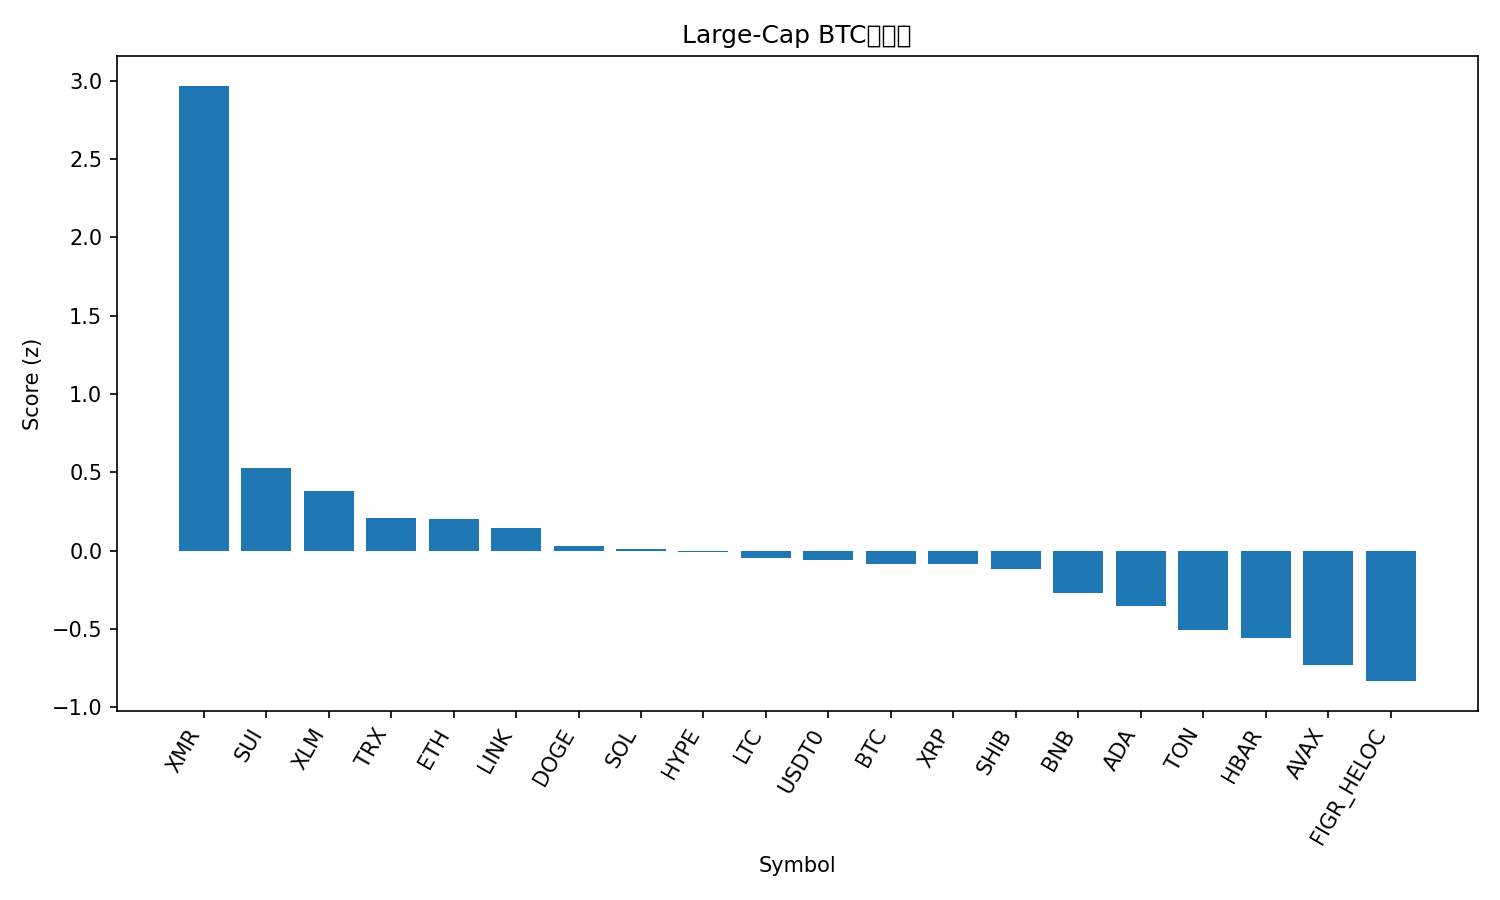 Large-Cap BTC
Score (z)
3.0
2.5
2.0
1.5
1.0
0.5
0.0
−0.5
−1.0
XMR
SUI
XLM
TRX
ETH
LINK
DOGE
SOL
HYPE
LTC
USDT0
BTC
XRP
SHIB
BNB
ADA
TON
HBAR
AVAX
FIGR_HELOC
Symbol